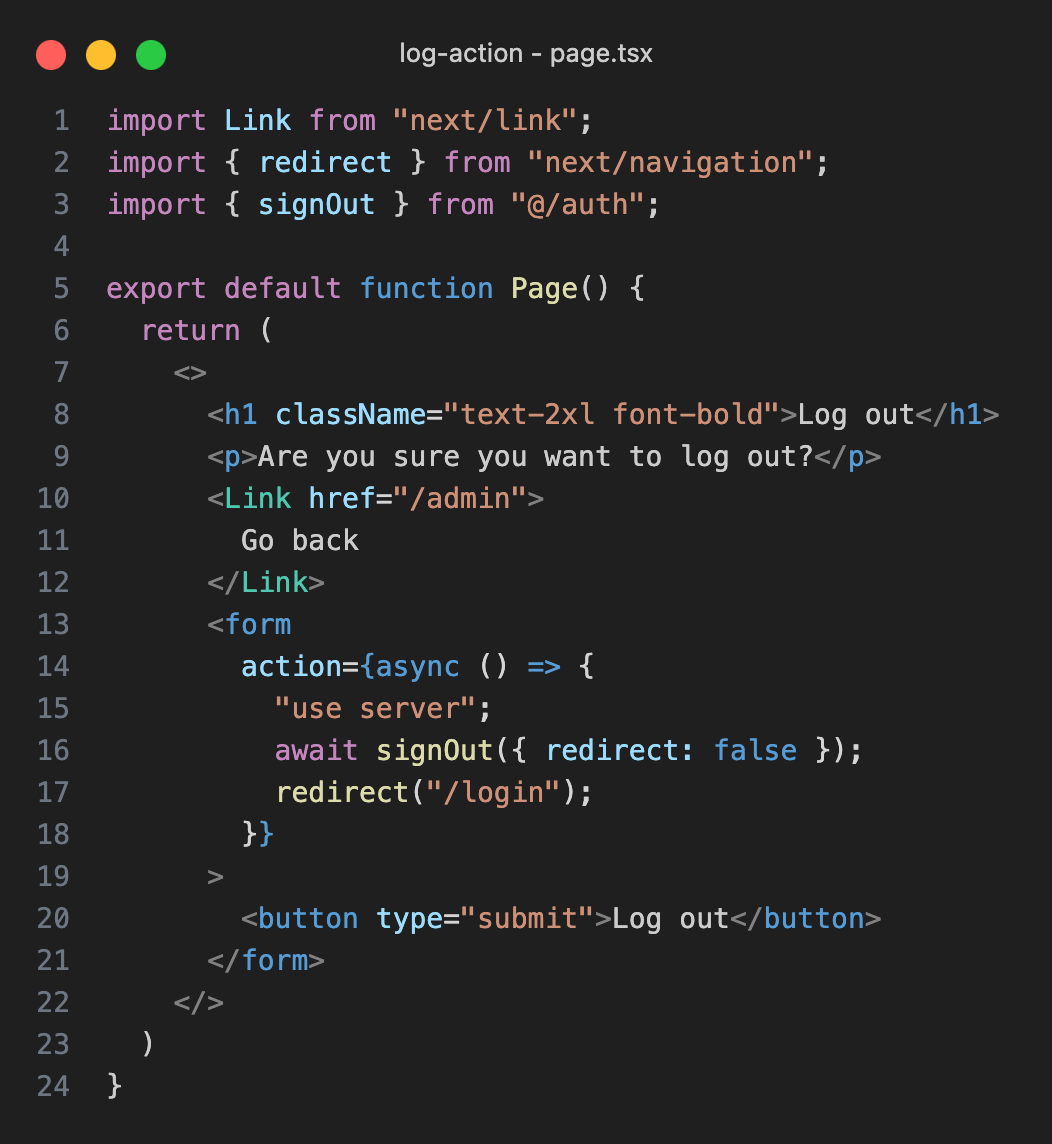 log-action - page.tsx
1 import Link from "next/link";
2 import { redirect } from "next/navigation";
3 import { signOut } from "@/auth";
4
5 export default function Page() {
6   return (
7     <>
8       <h1 className="text-2xl font-bold">Log out</h1>
9       <p>Are you sure you want to log out?</p>
10       <Link href="/admin">
11         Go back
12       </Link>
13       <form
14         action={async () => {
15           "use server";
16           await signOut({ redirect: false });
17           redirect("/login");
18         }}
19       >
20         <button type="submit">Log out</button>
21       </form>
22     </>
23   )
24 }